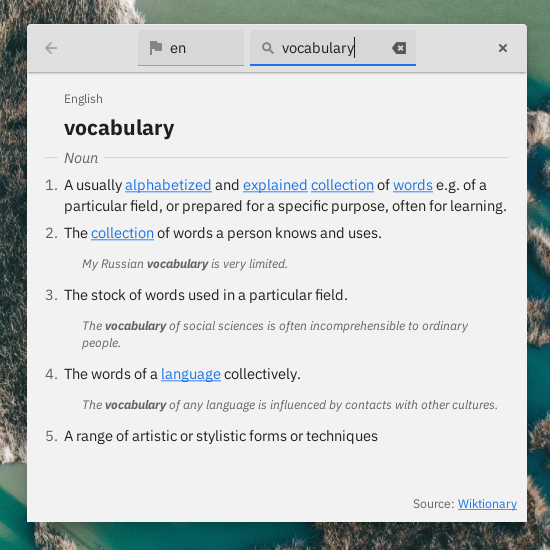 en
vocabulary
English
vocabulary
Noun
1. A usually alphabetized and explained collection of words e.g. of a
particular field, or prepared for a specific purpose, often for learning.
2. The collection of words a person knows and uses.
My Russian vocabulary is very limited.
3. The stock of words used in a particular field.
The vocabulary of social sciences is often incomprehensible to ordinary
people.
4. The words of a language collectively.
The vocabulary of any language is influenced by contacts with other cultures.
5. A range of artistic or stylistic forms or techniques
Source: Wiktionary